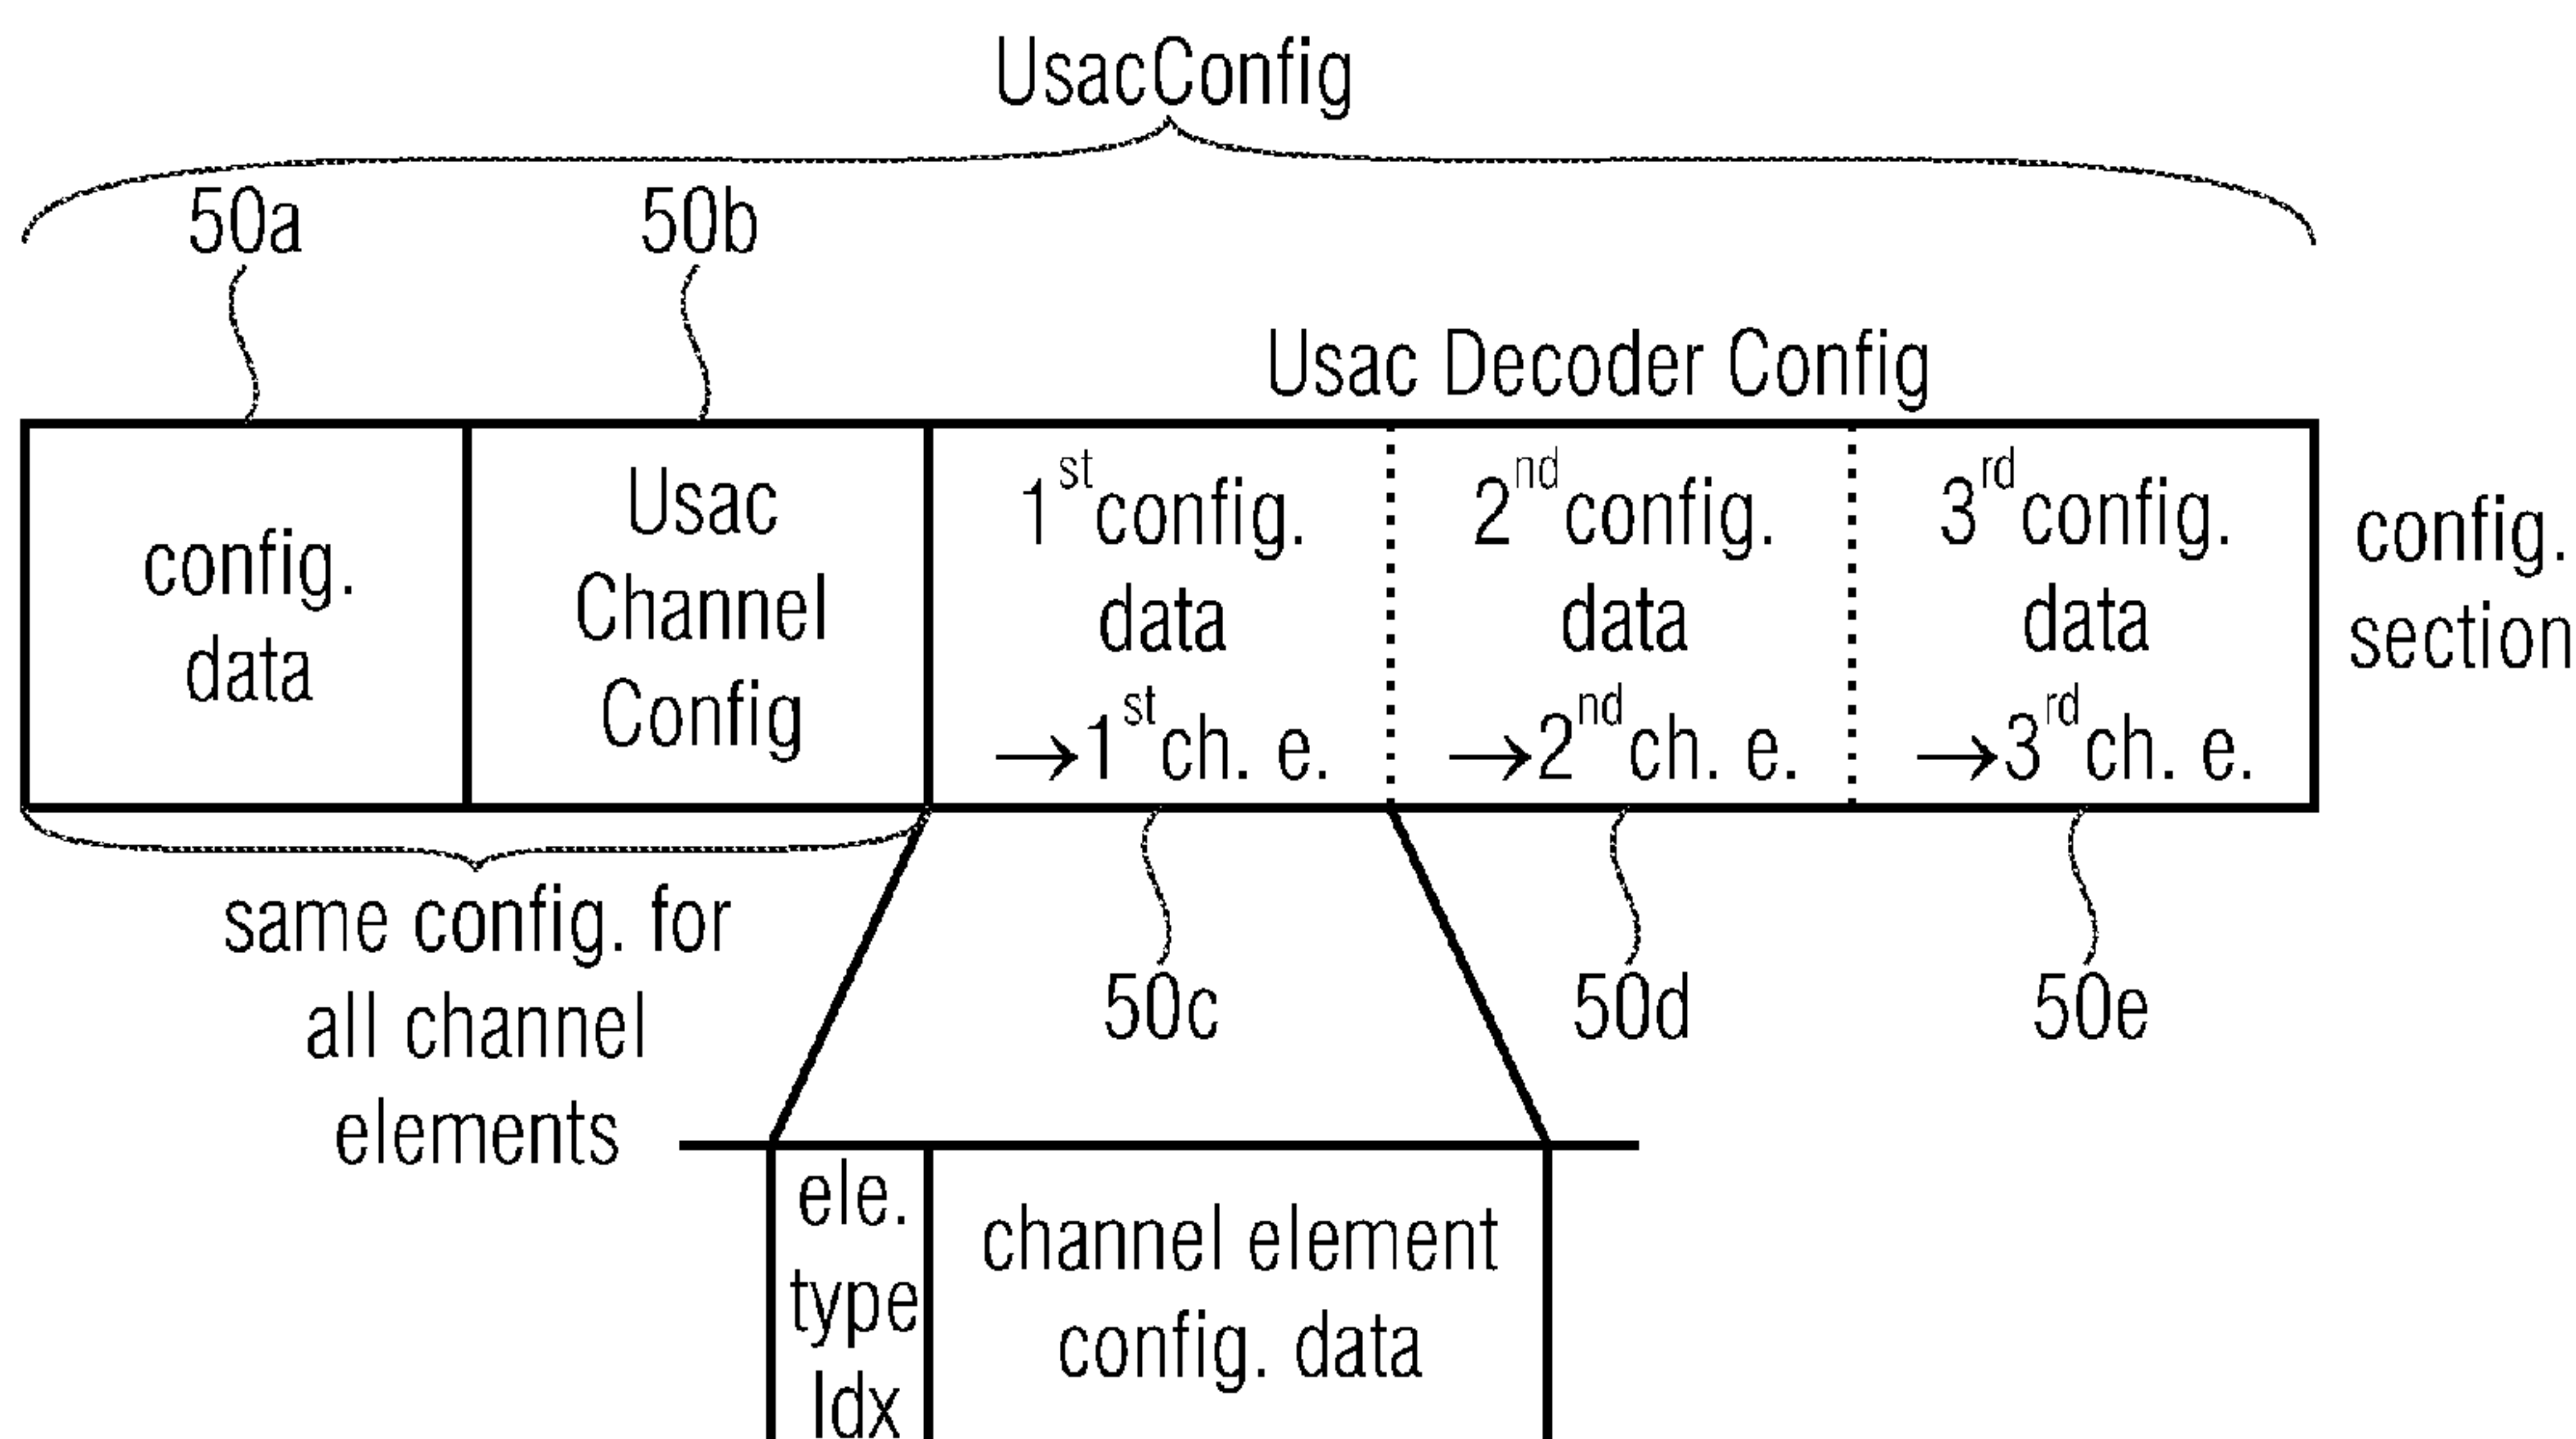 UsacConfig
50a
50b
Usac Decoder Config
config.
data
Usac
Channel
Config
1st config.
data
→1st ch. e.
2nd config.
data
→2nd ch. e.
3rd config.
data
→3rd ch. e.
config.
section
same config. for
all channel
elements
50c
50d
50e
ele.
type
Idx
channel element
config. data